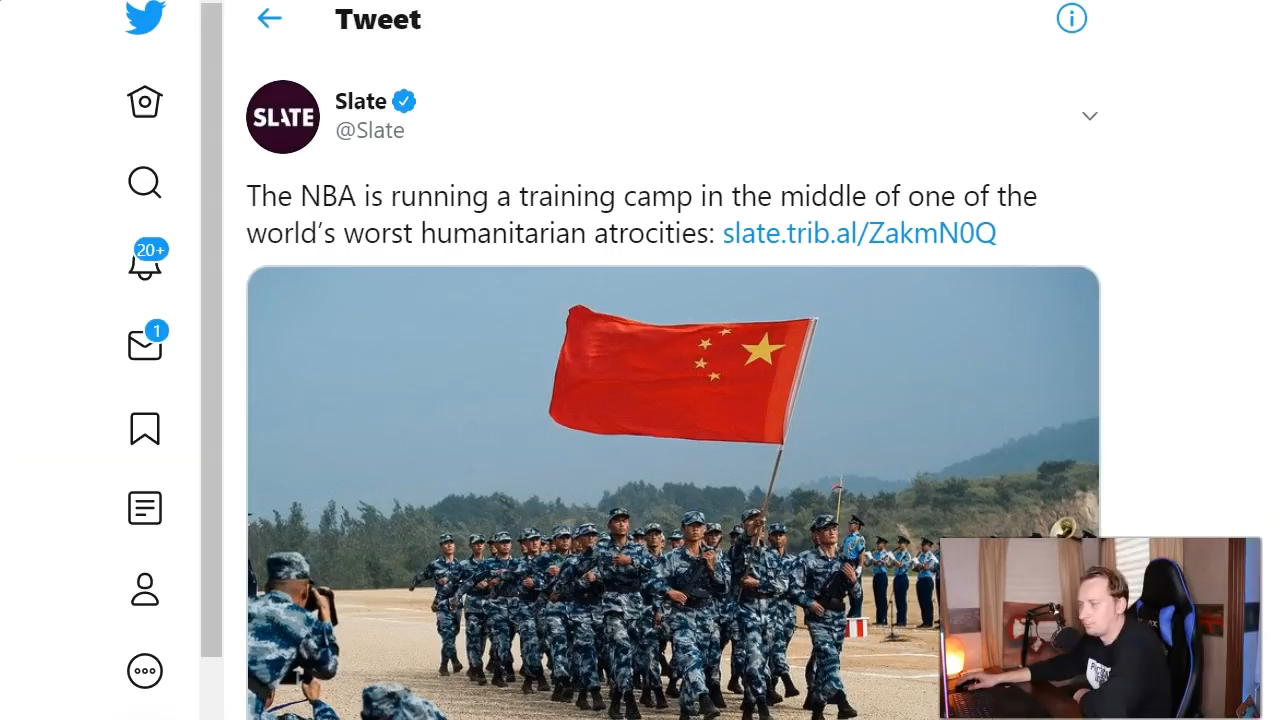 Tweet
SLATE
Slate
@Slate
The NBA is running a training camp in the middle of one of the
world’s worst humanitarian atrocities: slate.trib.al/ZakmN0Q
20+
1